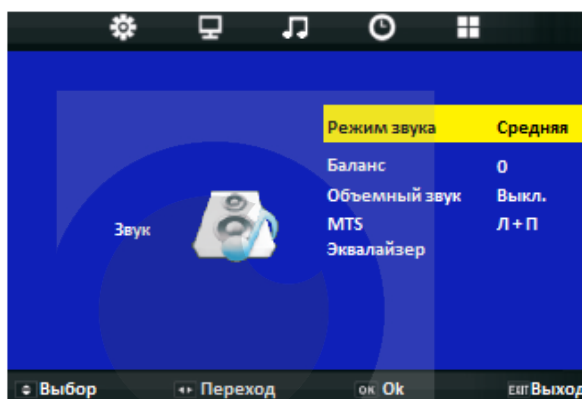 Режим звука Средняя
Баланс 0
Объемный звук Выкл.
Звук
MTS Л + П
Эквалайзер
Выбор Переход OK Ok EXIT Выход